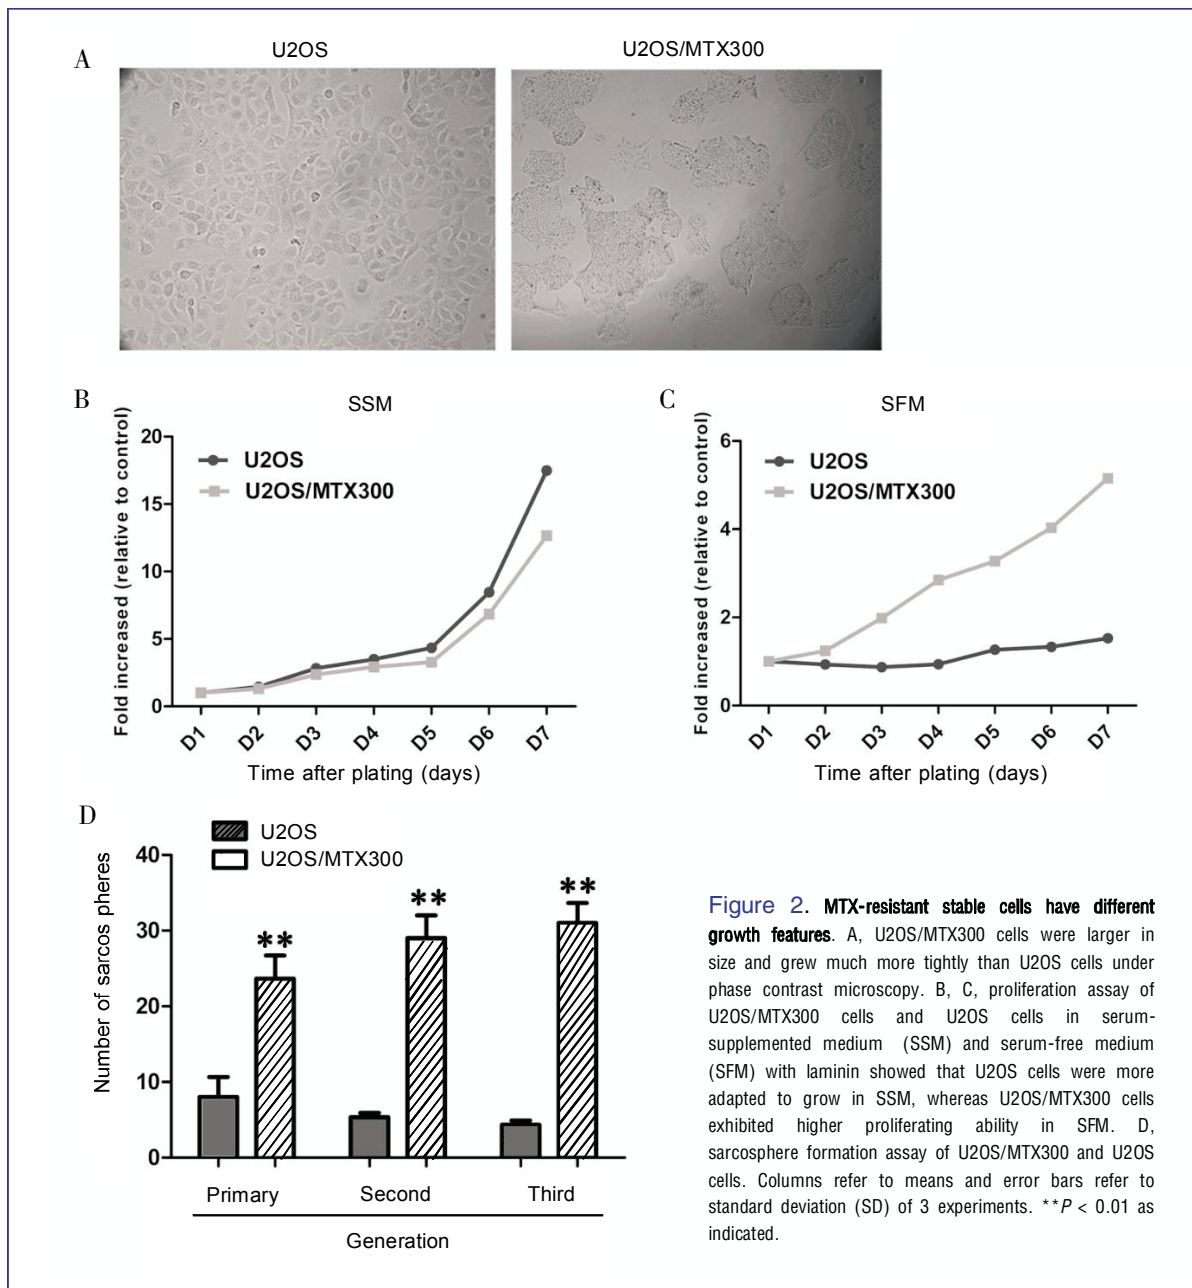 A
U2OS
U2OS/MTX300
B
SSM
Fold increased (relative to control)
20
15
10
5
0
U2OS
U2OS/MTX300
D1
D2
D3
D4
D5
D6
D7
Time after plating (days)
C
SFM
Fold increased (relative to control)
6
4
2
0
U2OS
U2OS/MTX300
D1
D2
D3
D4
D5
D6
D7
Time after plating (days)
D
U2OS
U2OS/MTX300
Number of sarcos pheres
40
30
20
10
0
**
**
**
Primary
Second
Third
Generation
Figure 2. MTX-resistant stable cells have different
growth features. A, U2OS/MTX300 cells were larger in
size and grew much more tightly than U2OS cells under
phase contrast microscopy. B, C, proliferation assay of
U2OS/MTX300 cells and U2OS cells in serum-
supplemented medium (SSM) and serum-free medium
(SFM) with laminin showed that U2OS cells were more
adapted to grow in SSM, whereas U2OS/MTX300 cells
exhibited higher proliferating ability in SFM. D,
sarcosphere formation assay of U2OS/MTX300 and U2OS
cells. Columns refer to means and error bars refer to
standard deviation (SD) of 3 experiments. **P < 0.01 as
indicated.